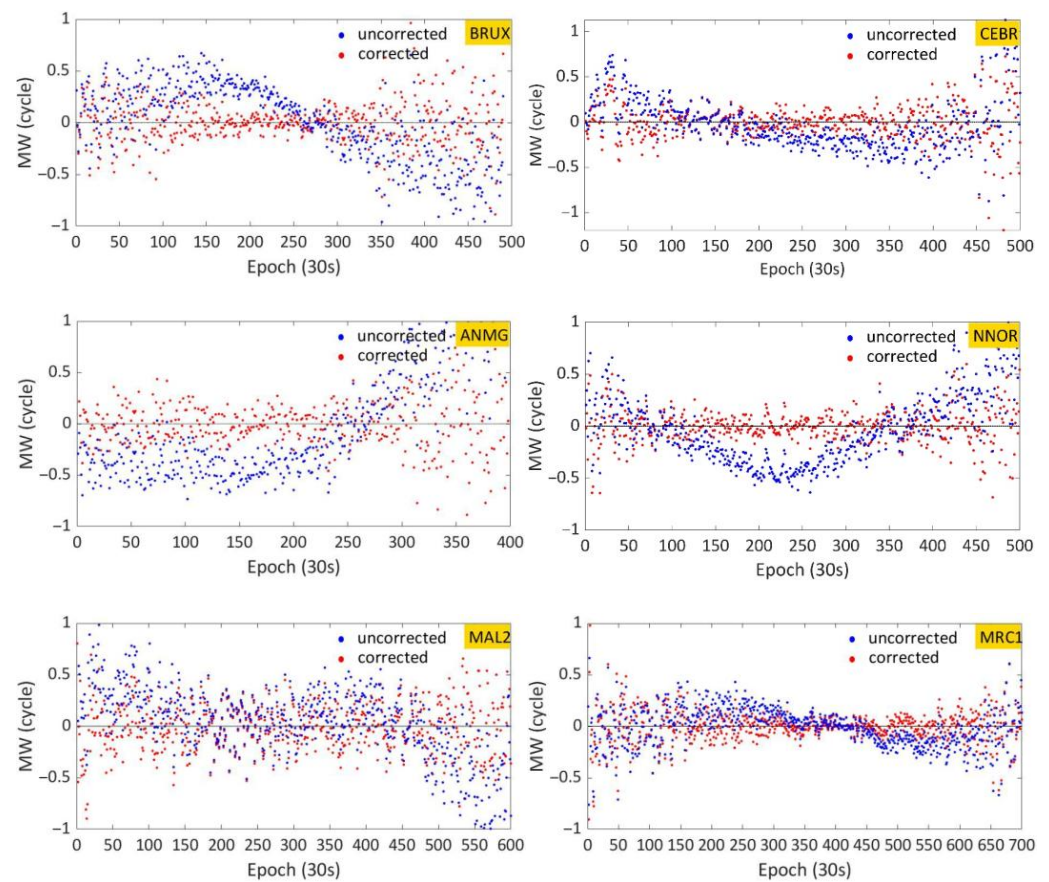 1
uncorrected BRUX
corrected
0.5
MW (cycle)
0
−0.5
−1
0 50 100 150 200 250 300 350 400 450 500
Epoch (30s)
1
uncorrected CEBR
corrected
0.5
MW (cycle)
0
−0.5
−1
0 50 100 150 200 250 300 350 400 450 500
Epoch (30s)
1
uncorrected ANMG
corrected
0.5
MW (cycle)
0
−0.5
−1
0 50 100 150 200 250 300 350 400
Epoch (30s)
1
uncorrected NNOR
corrected
0.5
MW (cycle)
0
−0.5
−1
0 50 100 150 200 250 300 350 400 450 500
Epoch (30s)
1
uncorrected MAL2
corrected
0.5
MW (cycle)
0
−0.5
−1
0 50 100 150 200 250 300 350 400 450 500 550 600
Epoch (30s)
1
uncorrected MRC1
corrected
0.5
MW (cycle)
0
−0.5
−1
0 50 100 150 200 250 300 350 400 450 500 550 600 650 700
Epoch (30s)